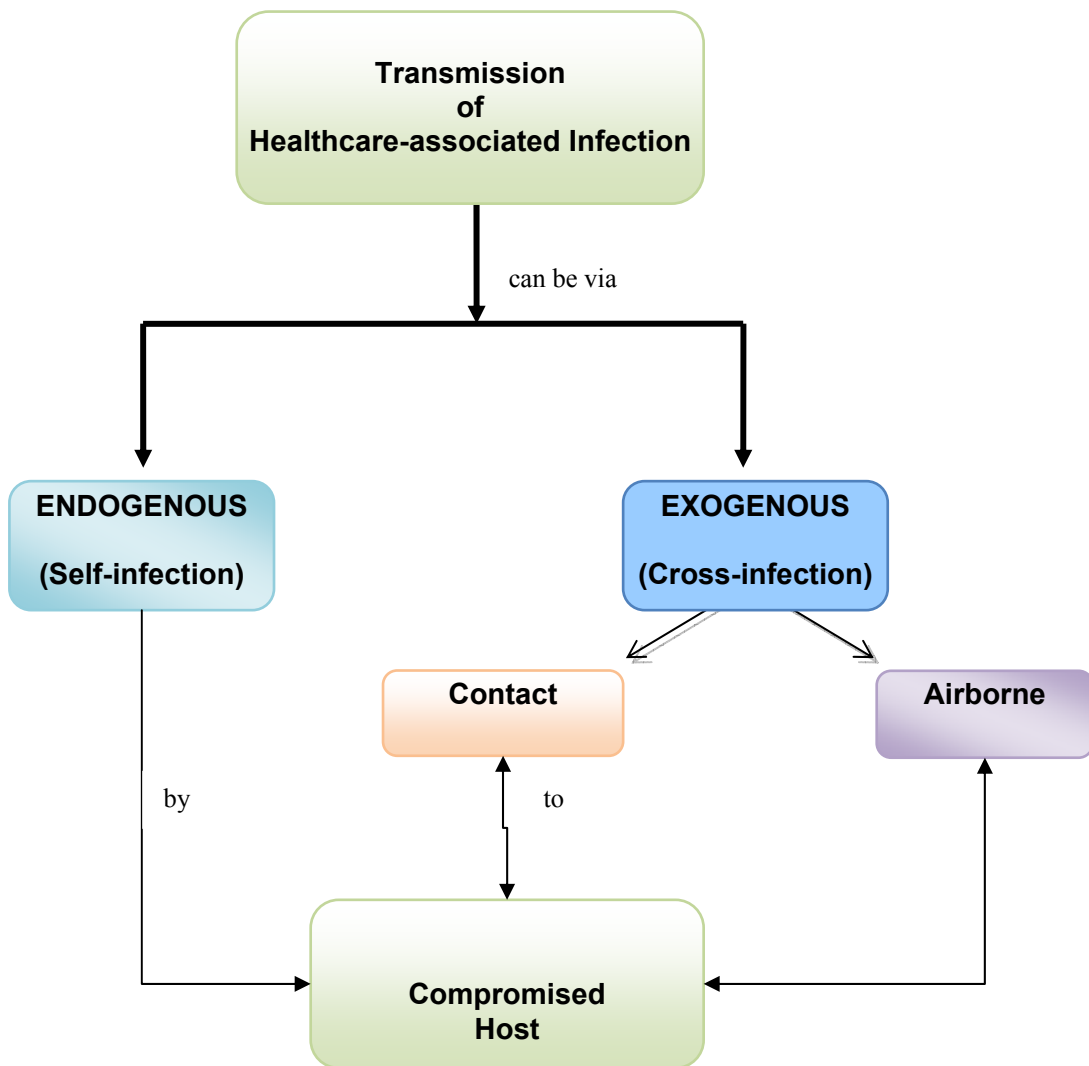 Transmission
of
Healthcare-associated Infection
can be via
ENDOGENOUS
(Self-infection)
EXOGENOUS
(Cross-infection)
Contact
Airborne
by
to
Compromised
Host